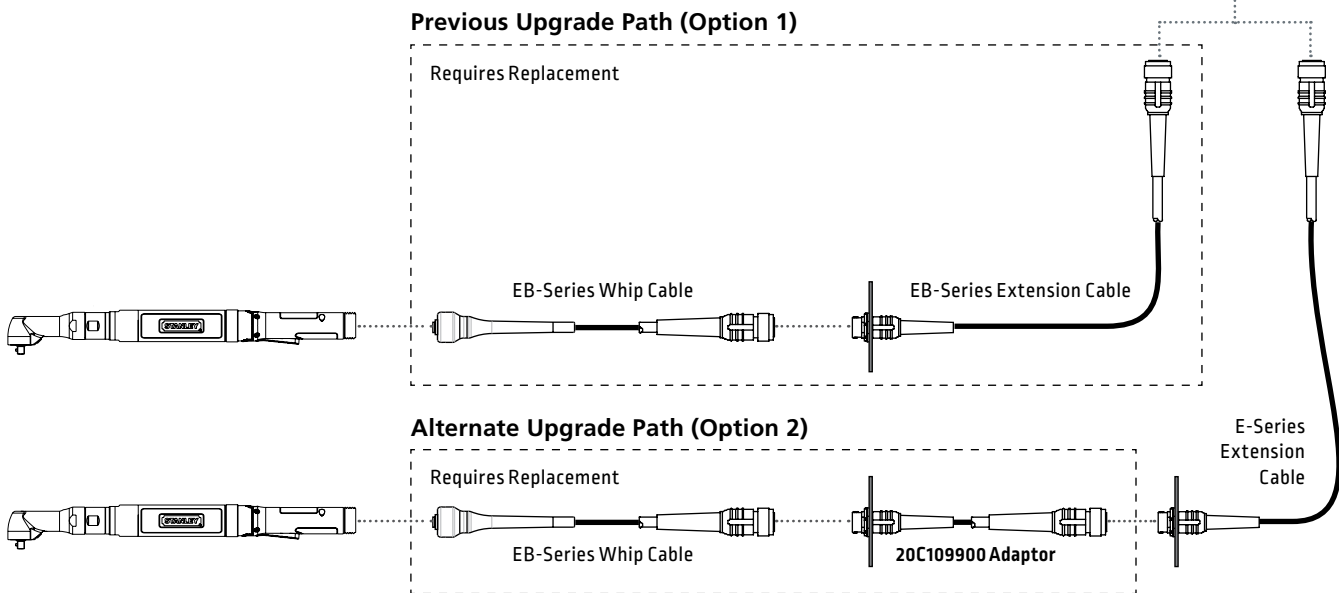 Previous Upgrade Path (Option 1)
Requires Replacement
EB-Series Whip Cable
EB-Series Extension Cable
STANLEY
Alternate Upgrade Path (Option 2)
Requires Replacement
E-Series
Extension
Cable
STANLEY
EB-Series Whip Cable
20C109900 Adaptor